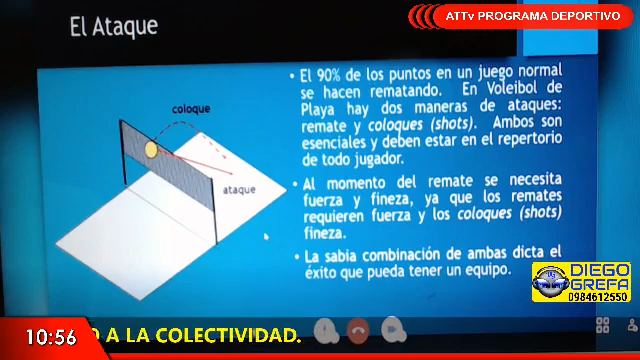 ATTv PROGRAMA DEPORTIVO
El Ataque
• El 90% de los puntos en un juego normal
se hacen rematando. En Voleibol de
Playa hay dos maneras de ataques:
remate y coloques (shots). Ambos son
esenciales y deben estar en el repertorio
de todo jugador.
• Al momento del remate se necesita
fuerza y fineza, ya que los remates
requieren fuerza y los coloques (shots)
fineza.
• La sabia combinación de ambas dicta el
éxito que pueda tener un equipo.
coloque
ataque
DIEGO
GREFA
0984612550
10:56
O A LA COLECTIVIDAD.